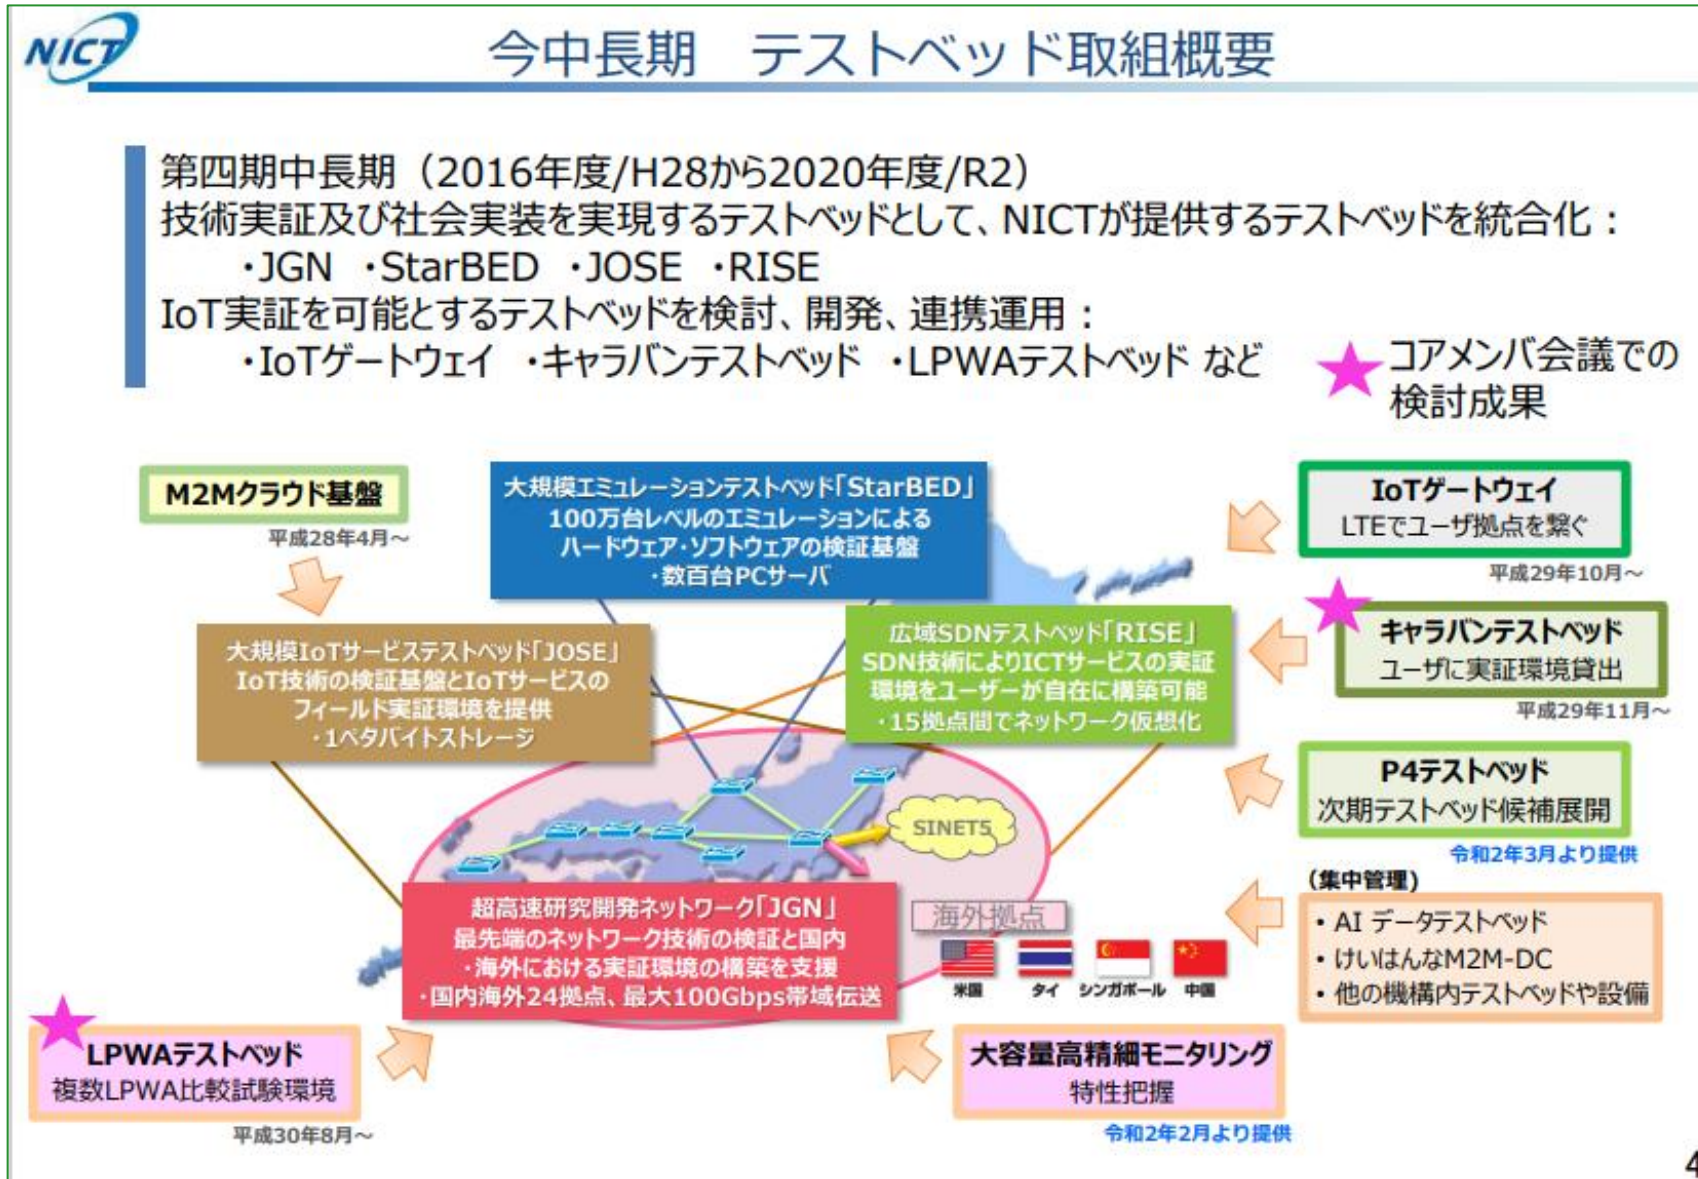 NICT
今中長期　テストベッド取組概要
第四期中長期（2016年度/H28から2020年度/R2）
技術実証及び社会実装を実現するテストベッドとして、NICTが提供するテストベッドを統合化：
・JGN ・StarBED ・JOSE ・RISE
IoT実証を可能とするテストベッドを検討、開発、連携運用：
・IoTゲートウェイ ・キャラバンテストベッド ・LPWAテストベッド など
コアメンバ会議での
検討成果
M2Mクラウド基盤
平成28年4月～
大規模エミュレーションテストベッド「StarBED」
100万台レベルのエミュレーションによる
ハードウェア・ソフトウェアの検証基盤
・数百台PCサーバ
IoTゲートウェイ
LTEでユーザ拠点を繋ぐ
平成29年10月～
大規模IoTサービステストベッド「JOSE」
IoT技術の検証基盤とIoTサービスの
フィールド実証環境を提供
・1ペタバイトストレージ
広域SDNテストベッド「RISE」
SDN技術によりICTサービスの実証
環境をユーザーが自在に構築可能
・15拠点間でネットワーク仮想化
キャラバンテストベッド
ユーザに実証環境貸出
平成29年11月～
P4テストベッド
次期テストベッド候補展開
令和2年3月より提供
SINET5
超高速研究開発ネットワーク「JGN」
最先端のネットワーク技術の検証と国内
・海外における実証環境の構築を支援
・国内海外24拠点、最大100Gbps帯域伝送
海外拠点
米国 タイ シンガポール 中国
（集中管理）
・AI データテストベッド
・けいはんなM2M-DC
・他の機構内テストベッドや設備
LPWAテストベッド
複数LPWA比較試験環境
平成30年8月～
大容量高精細モニタリング
特性把握
令和2年2月より提供
4